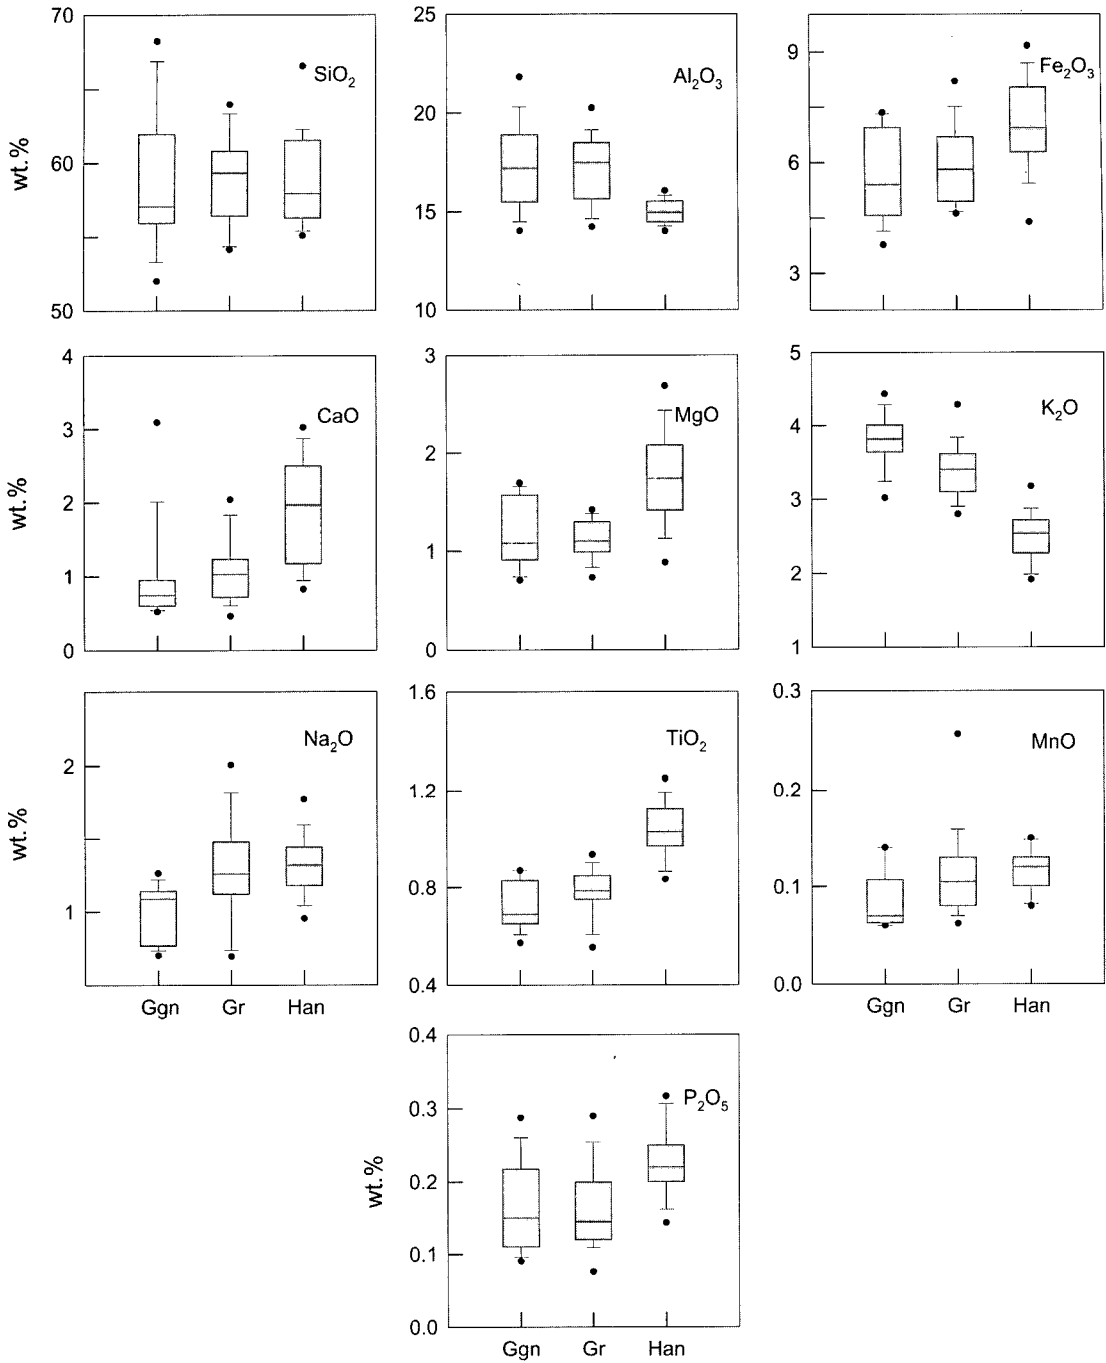 70
60
50
wt.%
SiO₂
25
20
15
10
Al₂O₃
9
6
3
Fe₂O₃
4
3
2
1
0
wt.%
CaO
3
2
1
0
MgO
5
4
3
2
1
K₂O
2
1
wt.%
Na₂O
Ggn Gr Han
1.6
1.2
0.8
0.4
TiO₂
0.3
0.2
0.1
0.0
MnO
Ggn Gr Han
0.4
0.3
0.2
0.1
0.0
wt.%
P₂O₅
Ggn Gr Han